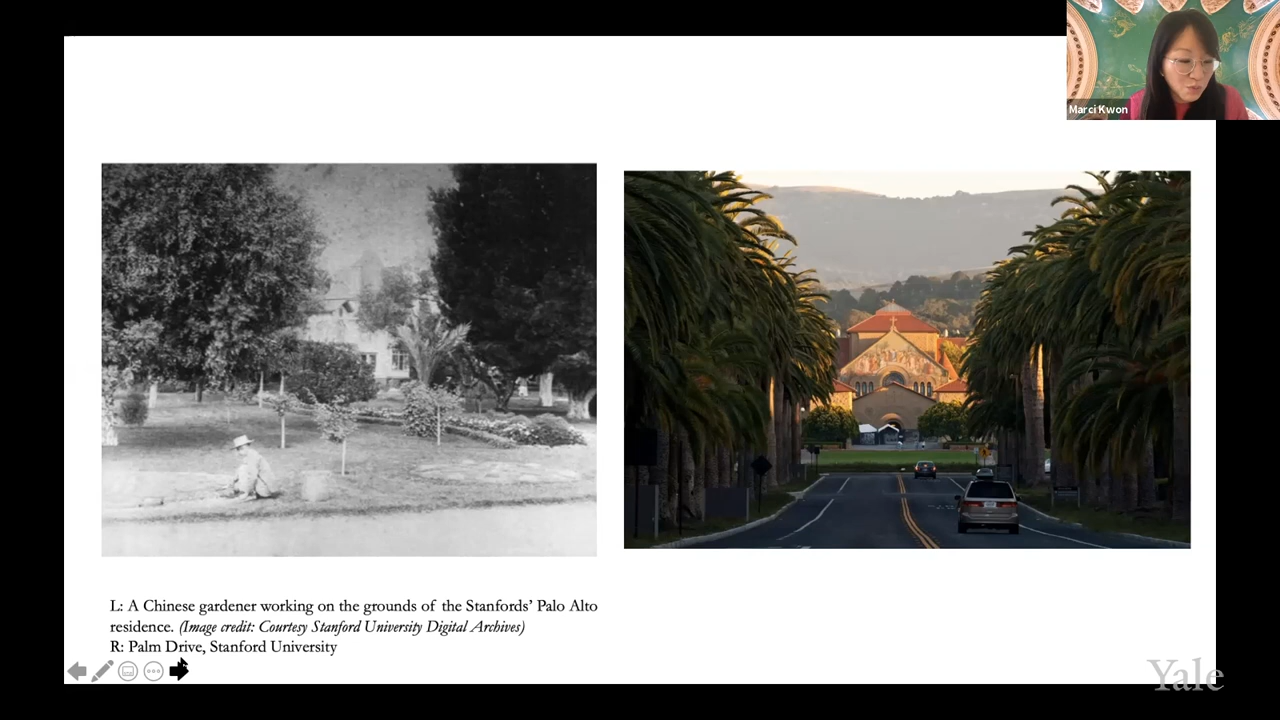 Marci Kwon
L: A Chinese gardener working on the grounds of the Stanfords' Palo Alto
residence. (Image credit: Courtesy Stanford University Digital Archives)
R: Palm Drive, Stanford University
Yale